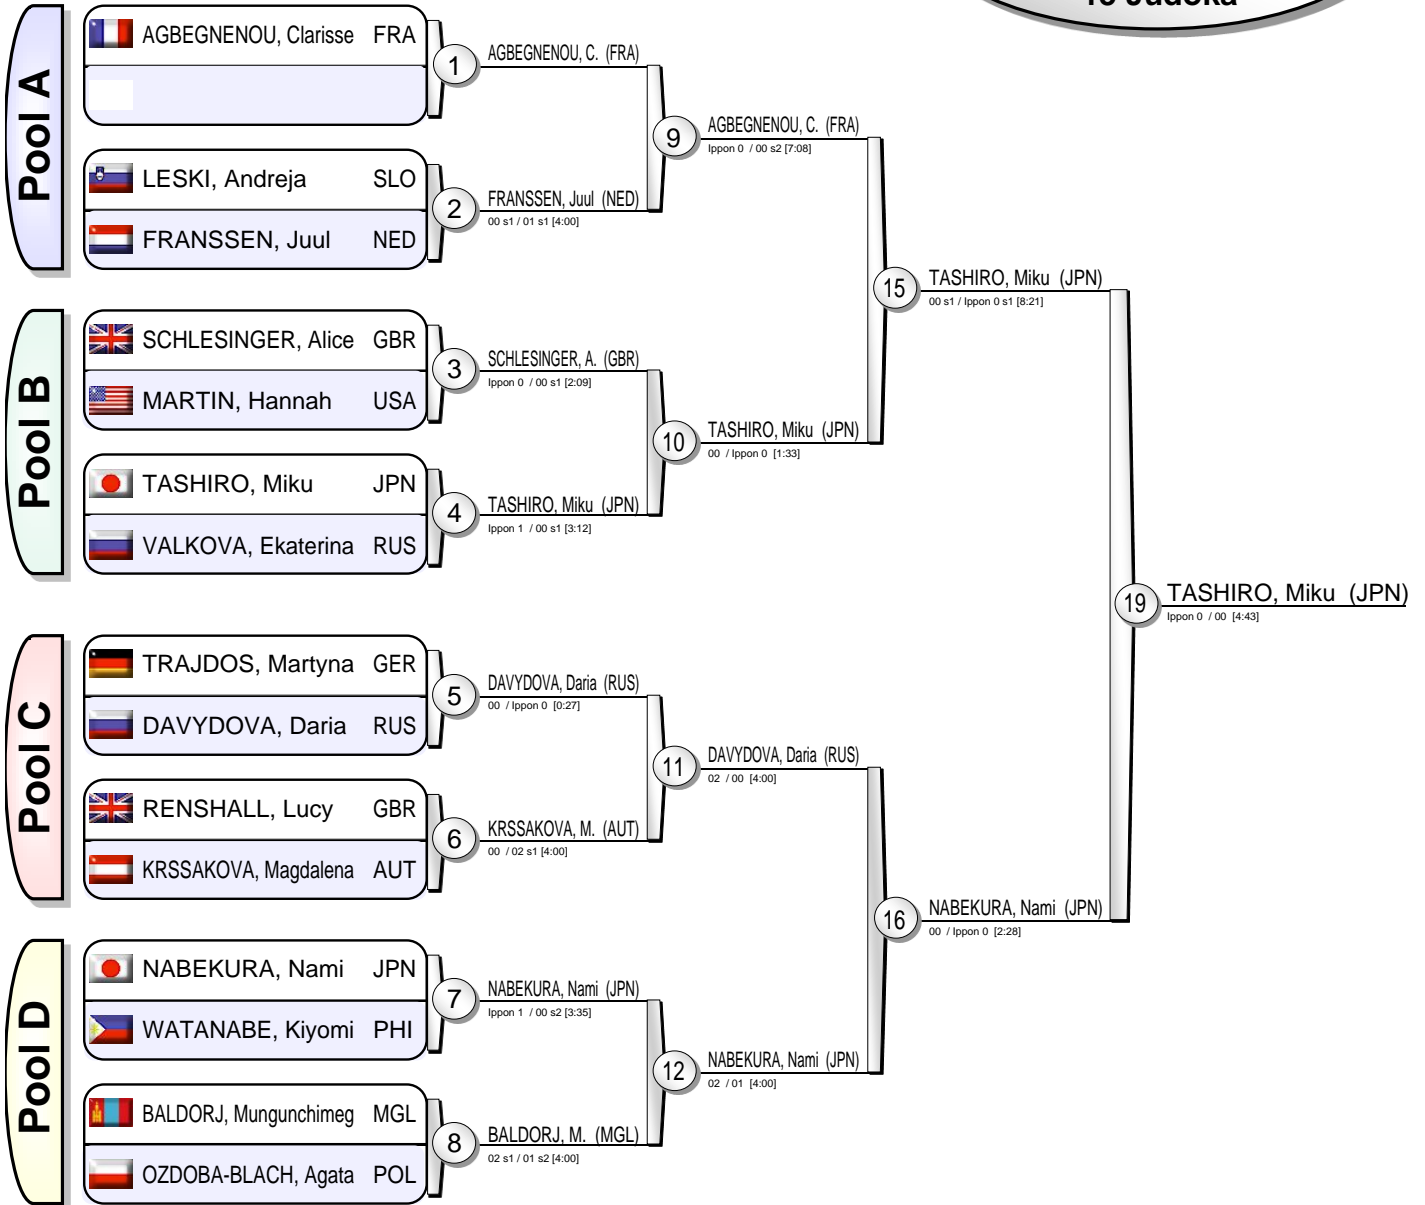 15 Judoka
Pool A
AGBEGNENOU, Clarisse FRA
1
AGBEGNENOU, C. (FRA)
LESKI, Andreja SLO
FRANSSEN, Juul NED
2
FRANSSEN, Juul (NED)
00 s1 / 01 s1 [4:00]
9
AGBEGNENOU, C. (FRA)
Ippon 0 / 00 s2 [7:08]
Pool B
SCHLESINGER, Alice GBR
MARTIN, Hannah USA
3
SCHLESINGER, A. (GBR)
Ippon 0 / 00 s1 [2:09]
TASHIRO, Miku JPN
VALKOVA, Ekaterina RUS
4
TASHIRO, Miku (JPN)
Ippon 1 / 00 s1 [3:12]
10
TASHIRO, Miku (JPN)
00 / Ippon 0 [1:33]
15
TASHIRO, Miku (JPN)
00 s1 / Ippon 0 s1 [8:21]
Pool C
TRAJDOS, Martyna GER
DAVYDOVA, Daria RUS
5
DAVYDOVA, Daria (RUS)
00 / Ippon 0 [0:27]
RENSHALL, Lucy GBR
KRSSAKOVA, Magdalena AUT
6
KRSSAKOVA, M. (AUT)
00 / 02 s1 [4:00]
11
DAVYDOVA, Daria (RUS)
02 / 00 [4:00]
Pool D
NABEKURA, Nami JPN
WATANABE, Kiyomi PHI
7
NABEKURA, Nami (JPN)
Ippon 1 / 00 s2 [3:35]
BALDORJ, Mungunchimeg MGL
OZDOBA-BLACH, Agata POL
8
BALDORJ, M. (MGL)
02 s1 / 01 s2 [4:00]
12
NABEKURA, Nami (JPN)
02 / 01 [4:00]
16
NABEKURA, Nami (JPN)
00 / Ippon 0 [2:28]
19
TASHIRO, Miku (JPN)
Ippon 0 / 00 [4:43]